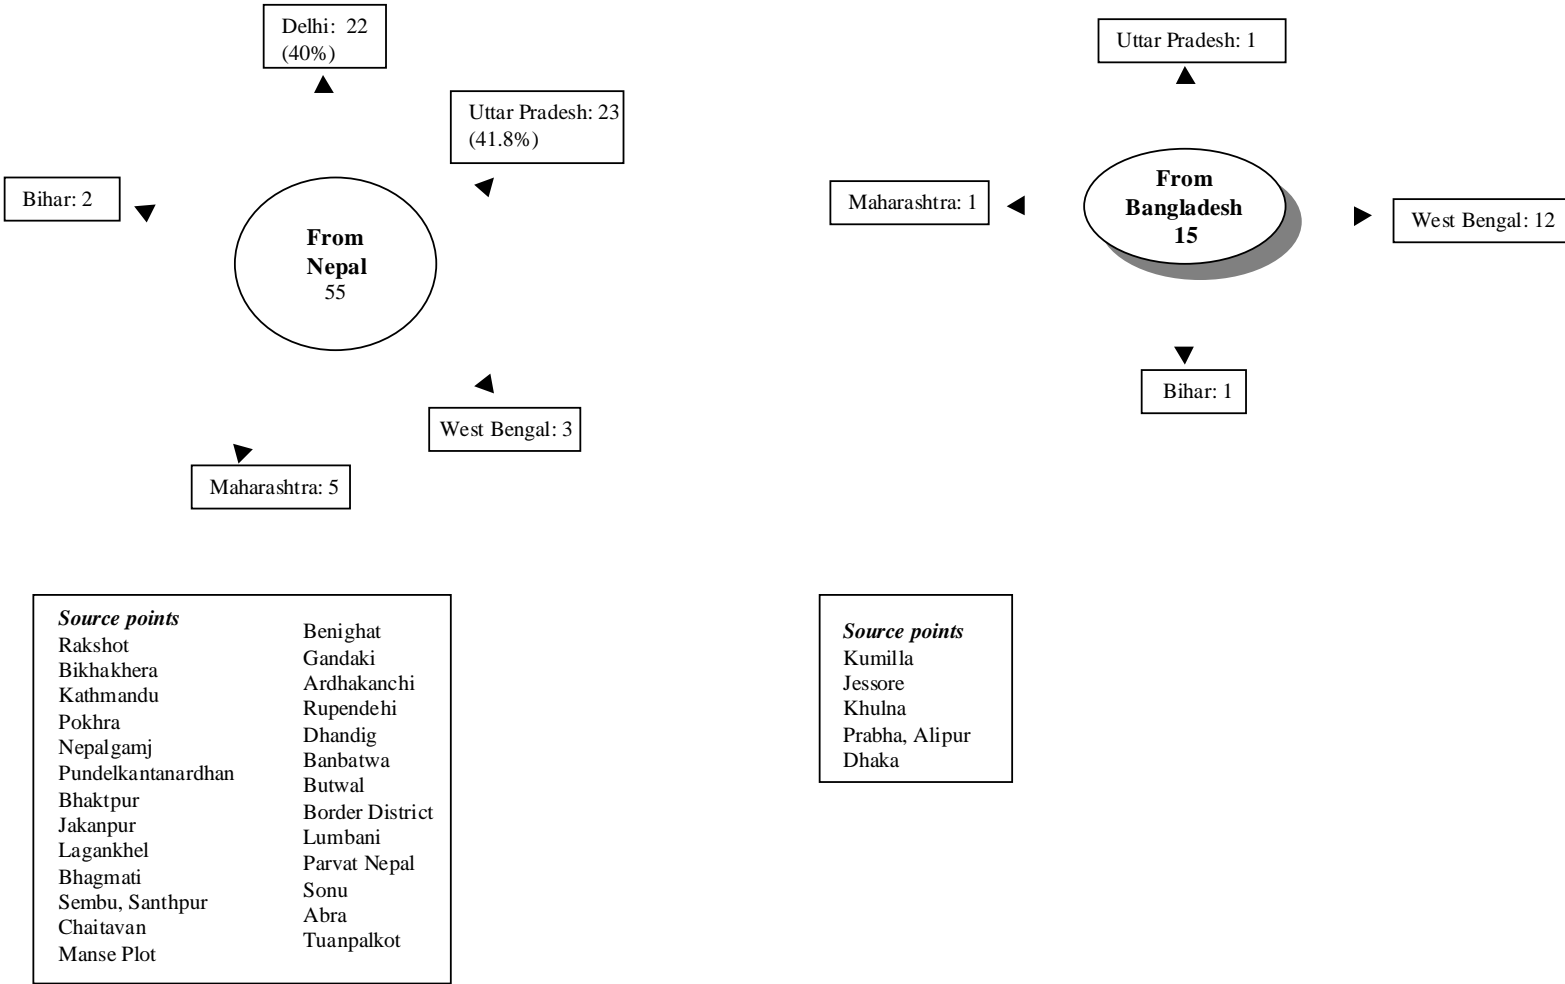 Delhi: 22
(40%)
Uttar Pradesh: 23
(41.8%)
Bihar: 2
From
Nepal
55
West Bengal: 3
Maharashtra: 5
Uttar Pradesh: 1
Maharashtra: 1
From
Bangladesh
15
West Bengal: 12
Bihar: 1
Source points
Rakshot
Bikhakhera
Kathmandu
Pokhra
Nepalgamj
Pundelkantanardhan
Bhaktpur
Jakanpur
Lagankhel
Bhagmati
Sembu, Santhpur
Chaitavan
Manse Plot
Benighat
Gandaki
Ardhakanchi
Rupendehi
Dhandig
Banbatwa
Butwal
Border District
Lumbani
Parvat Nepal
Sonu
Abra
Tuanpalkot
Source points
Kumilla
Jessore
Khulna
Prabha, Alipur
Dhaka